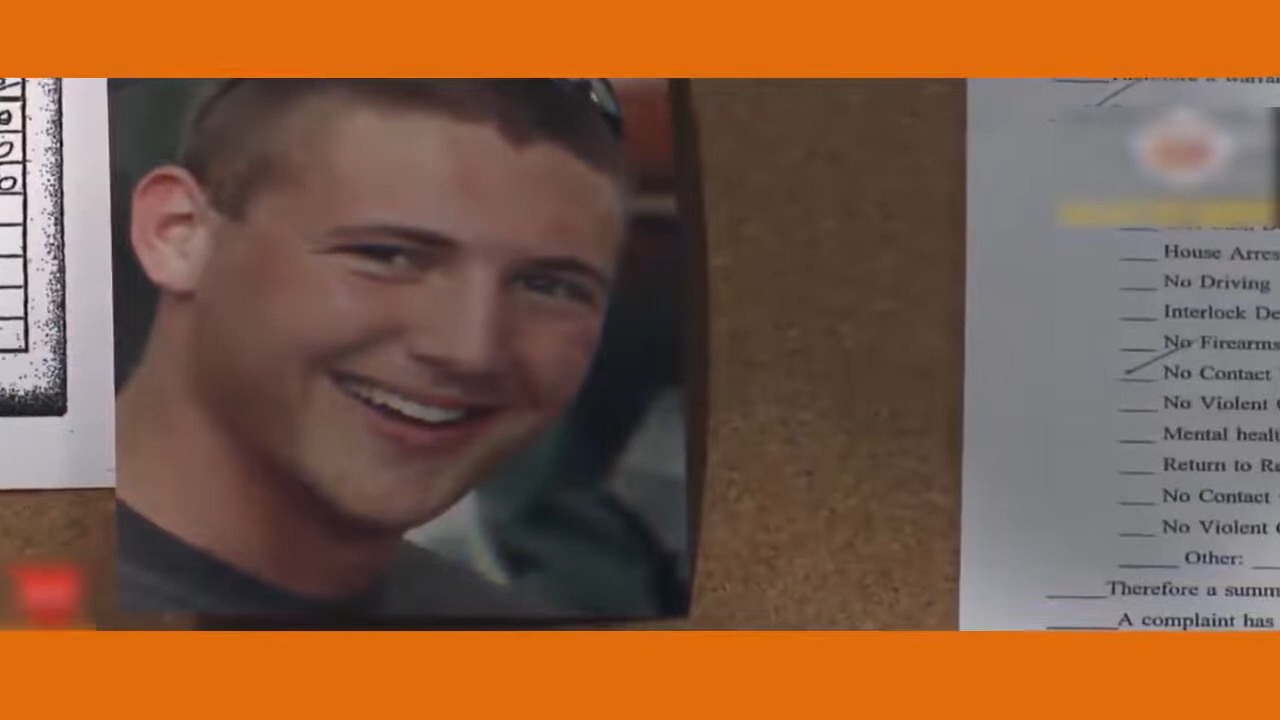 House Arres
No Driving
Interlock De
No Firearms
No Contact
No Violent
Mental healt
Return to Re
No Contact
No Violent
Other:
Therefore a summ
A complaint has